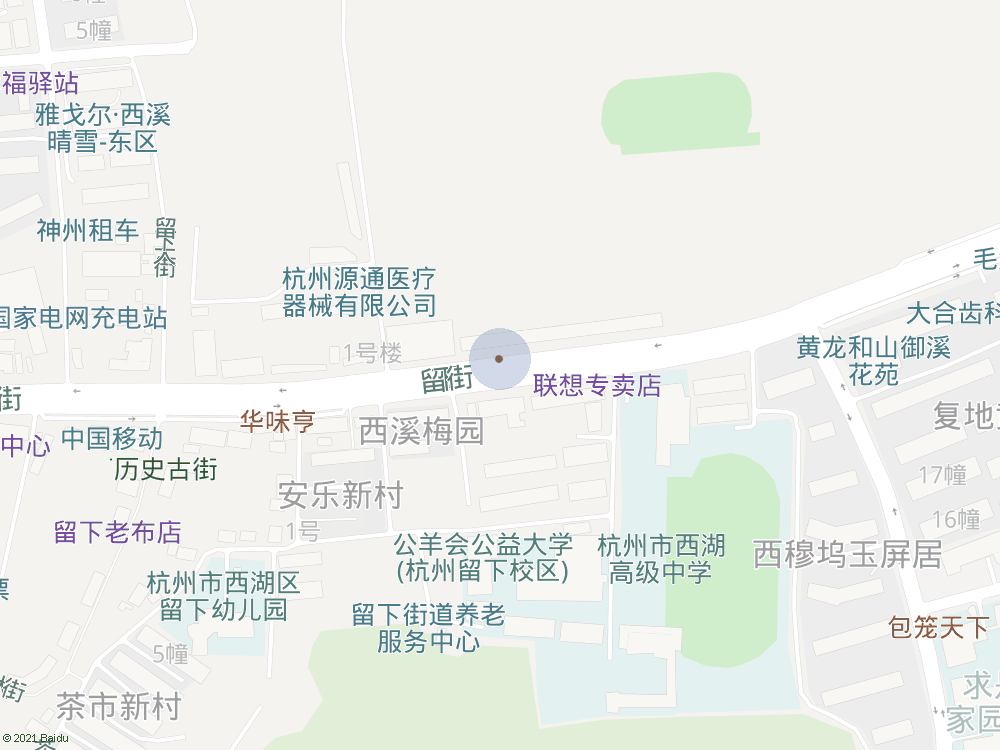 5幢
福驿站
雅戈尔·西溪
晴雪-东区
神州租车
留下街
杭州源通医疗
器械有限公司
国家电网充电站
1号楼
大合齿科
黄龙和山御溪
花苑
留街
联想专卖店
街
华味亨
西溪梅园
中国移动
中心
历史古街
17幢
安乐新村
16幢
1号
留下老布店
公羊会公益大学
(杭州留下校区)
杭州市西湖
高级中学
西穆坞玉屏居
杭州市西湖区
留下幼儿园
留下街道养老
服务中心
包笼天下
5幢
街
茶市新村
家园
© 2021 Baidu